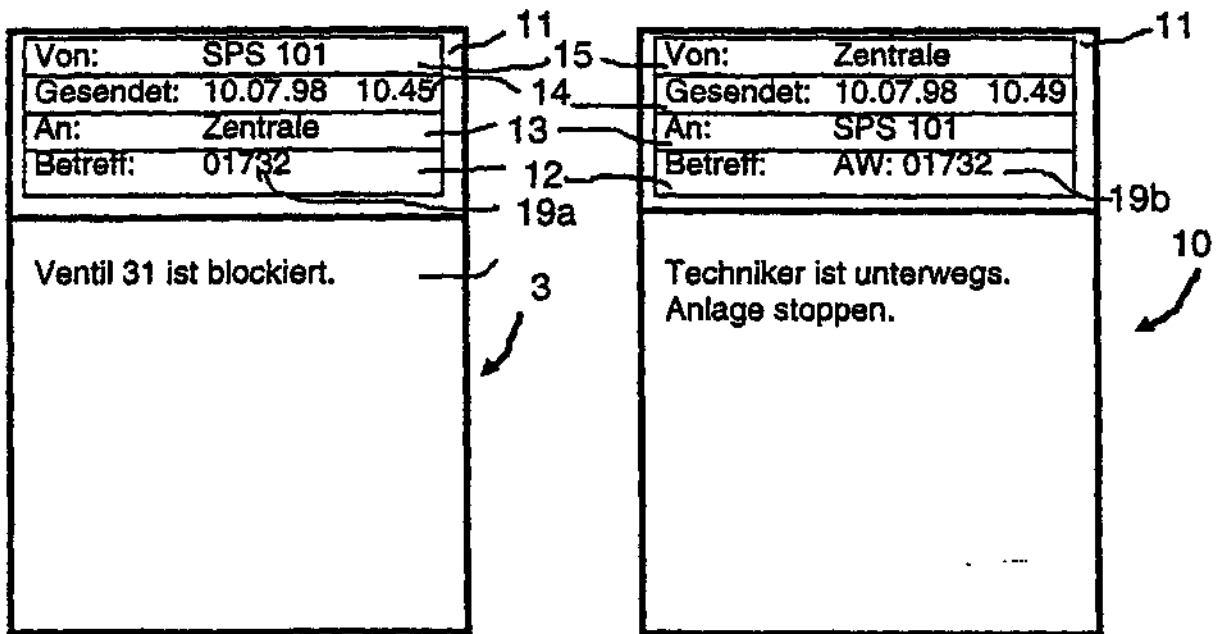 Von: SPS 101
Gesendet: 10.07.98 10.45
An: Zentrale
Betreff: 01732
Ventil 31 ist blockiert.
11
15
14
13
12
19a
3
Von: Zentrale
Gesendet: 10.07.98 10.49
An: SPS 101
Betreff: AW: 01732
Techniker ist unterwegs.
Anlage stoppen.
11
19b
10